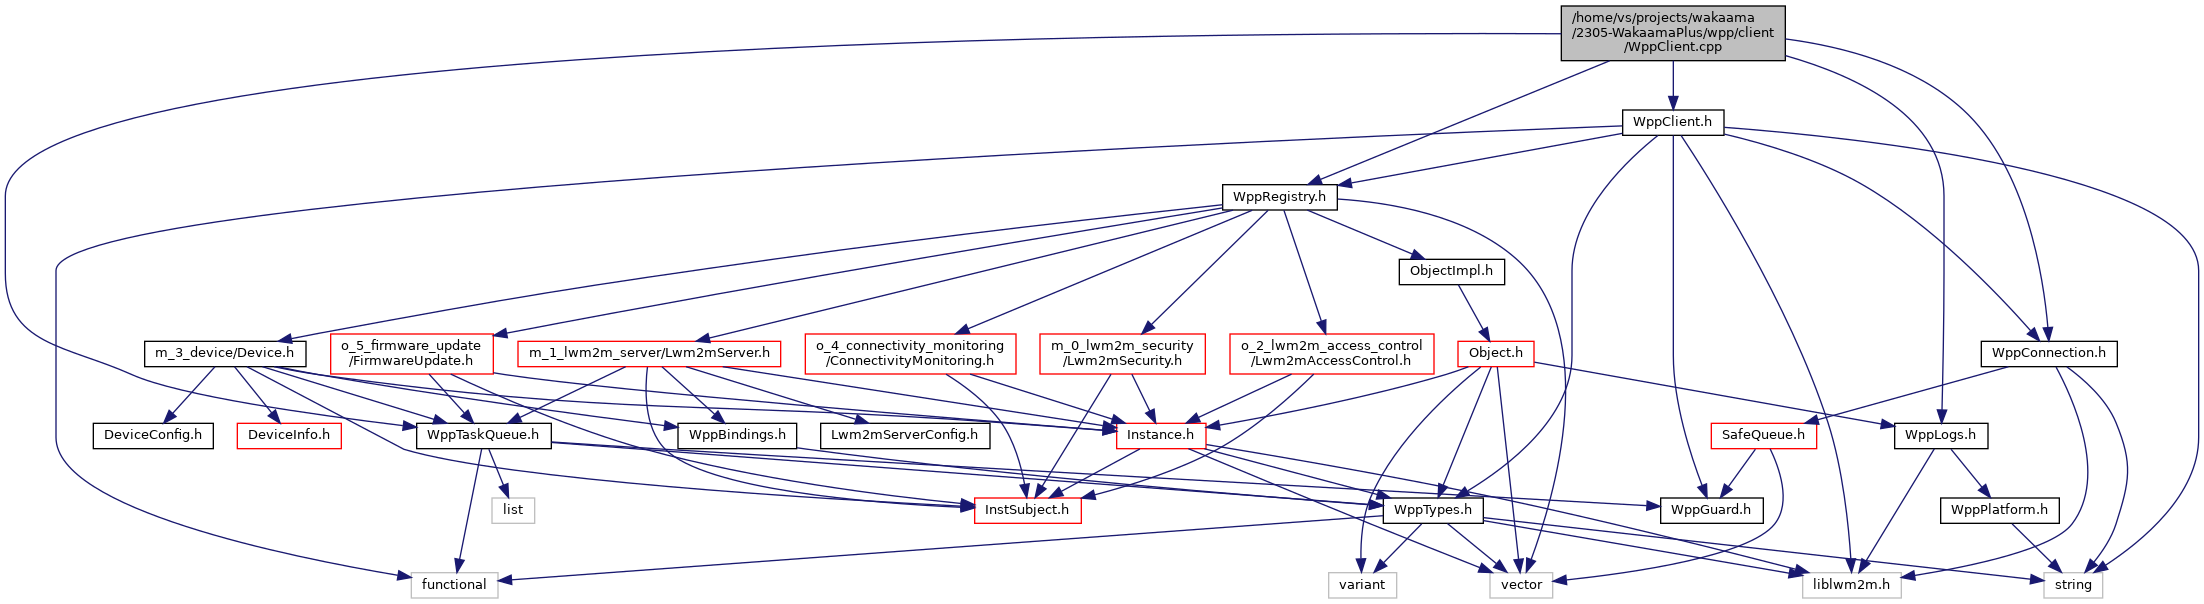 /home/vs/projects/wakaama
/2305-WakaamaPlus/wpp/client
/WppClient.cpp
WppClient.h
WppRegistry.h
ObjectImpl.h
m_3_device/Device.h
o_5_firmware_update
/FirmwareUpdate.h
m_1_lwm2m_server/Lwm2mServer.h
o_4_connectivity_monitoring
/ConnectivityMonitoring.h
m_0_lwm2m_security
/Lwm2mSecurity.h
o_2_lwm2m_access_control
/Lwm2mAccessControl.h
Object.h
WppConnection.h
DeviceConfig.h
DeviceInfo.h
WppTaskQueue.h
WppBindings.h
Lwm2mServerConfig.h
Instance.h
SafeQueue.h
WppLogs.h
list
InstSubject.h
WppTypes.h
WppGuard.h
WppPlatform.h
functional
variant
vector
liblwm2m.h
string